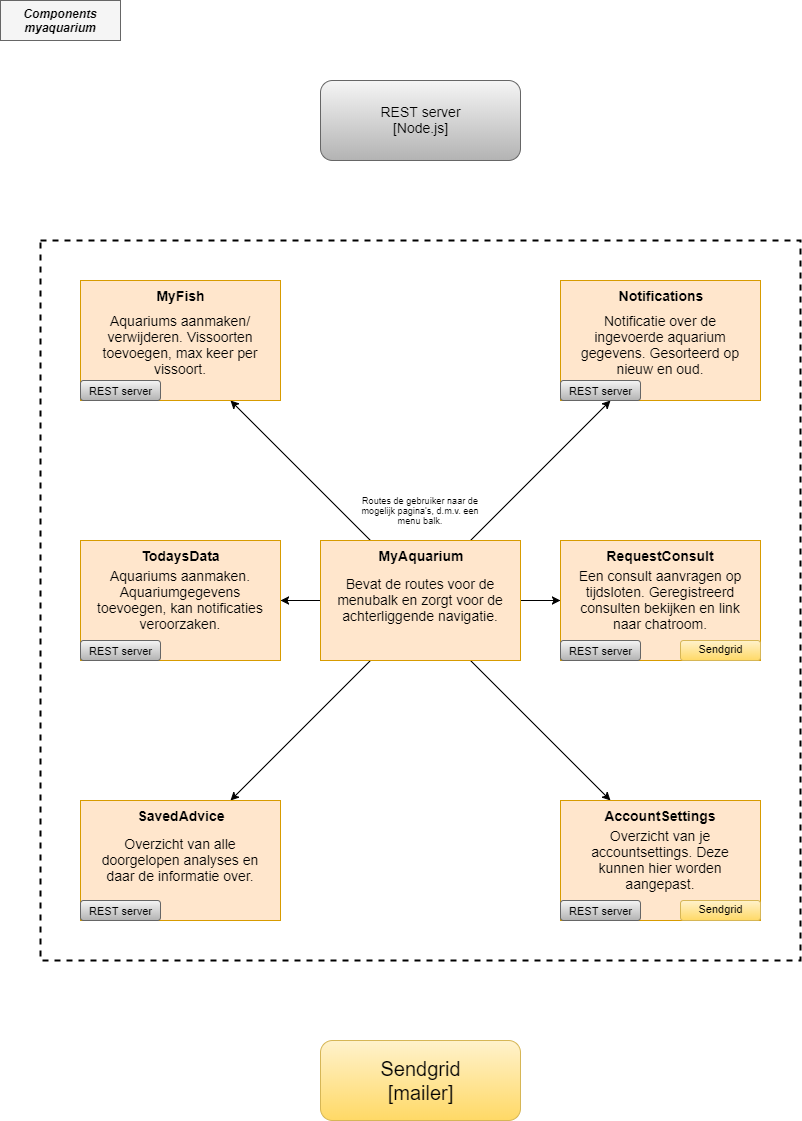 Components
myaquarium
REST server
[Node.js]
MyFish
Aquariums aanmaken/
verwijderen. Vissoorten
toevoegen, max keer per
vissoort.
REST server
Notifications
Notificatie over de
ingevoerde aquarium
gegevens. Gesorteerd op
nieuw en oud.
REST server
Routes de gebruiker naar de
mogelijk pagina's, d.m.v. een
menu balk.
TodaysData
Aquariums aanmaken.
Aquariumgegevens
toevoegen, kan notificaties
veroorzaken.
REST server
MyAquarium
Bevat de routes voor de
menubalk en zorgt voor de
achterliggende navigatie.
RequestConsult
Een consult aanvragen op
tijdsloten. Geregistreerd
consulten bekijken en link
naar chatroom.
REST server
Sendgrid
SavedAdvice
Overzicht van alle
doorgelopen analyses en
daar de informatie over.
REST server
AccountSettings
Overzicht van je
accountsettings. Deze
kunnen hier worden
aangepast.
REST server
Sendgrid
Sendgrid
[mailer]